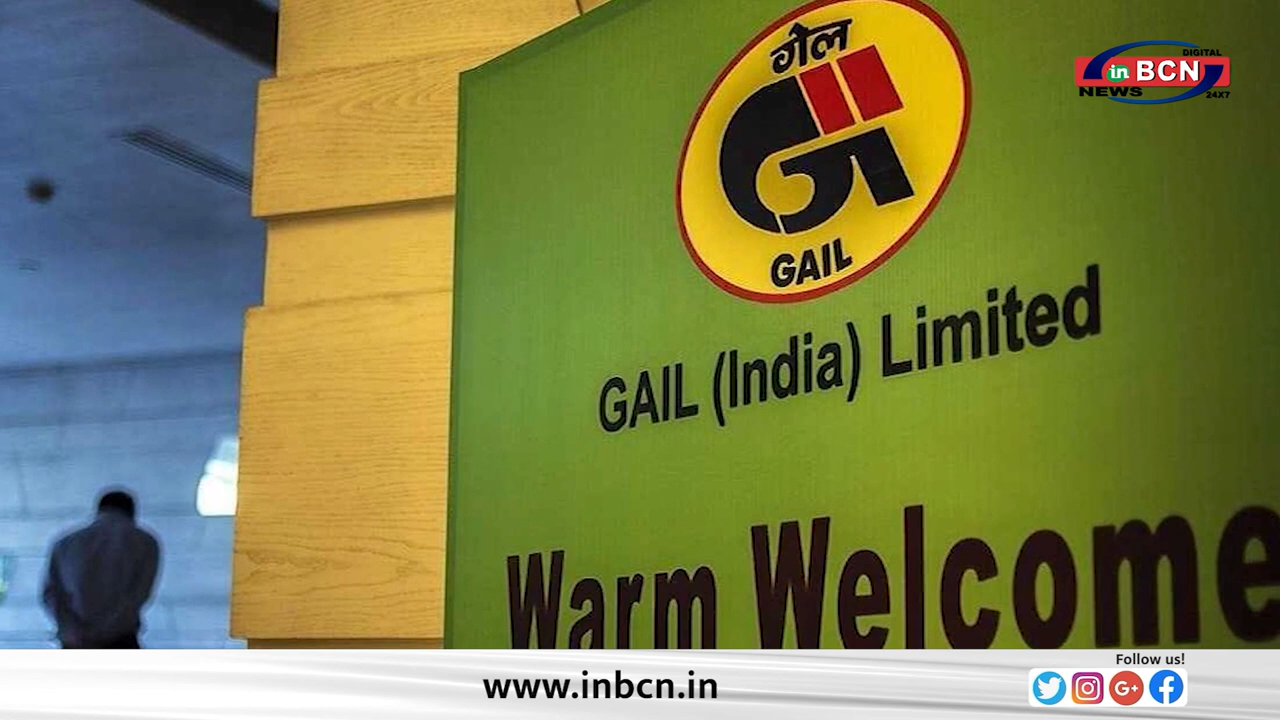 गेल
GAIL
GAIL (India) Limited
Warm Welcome
DIGITAL
in BCN
NEWS 24X7
Follow us!
www.inbcn.in